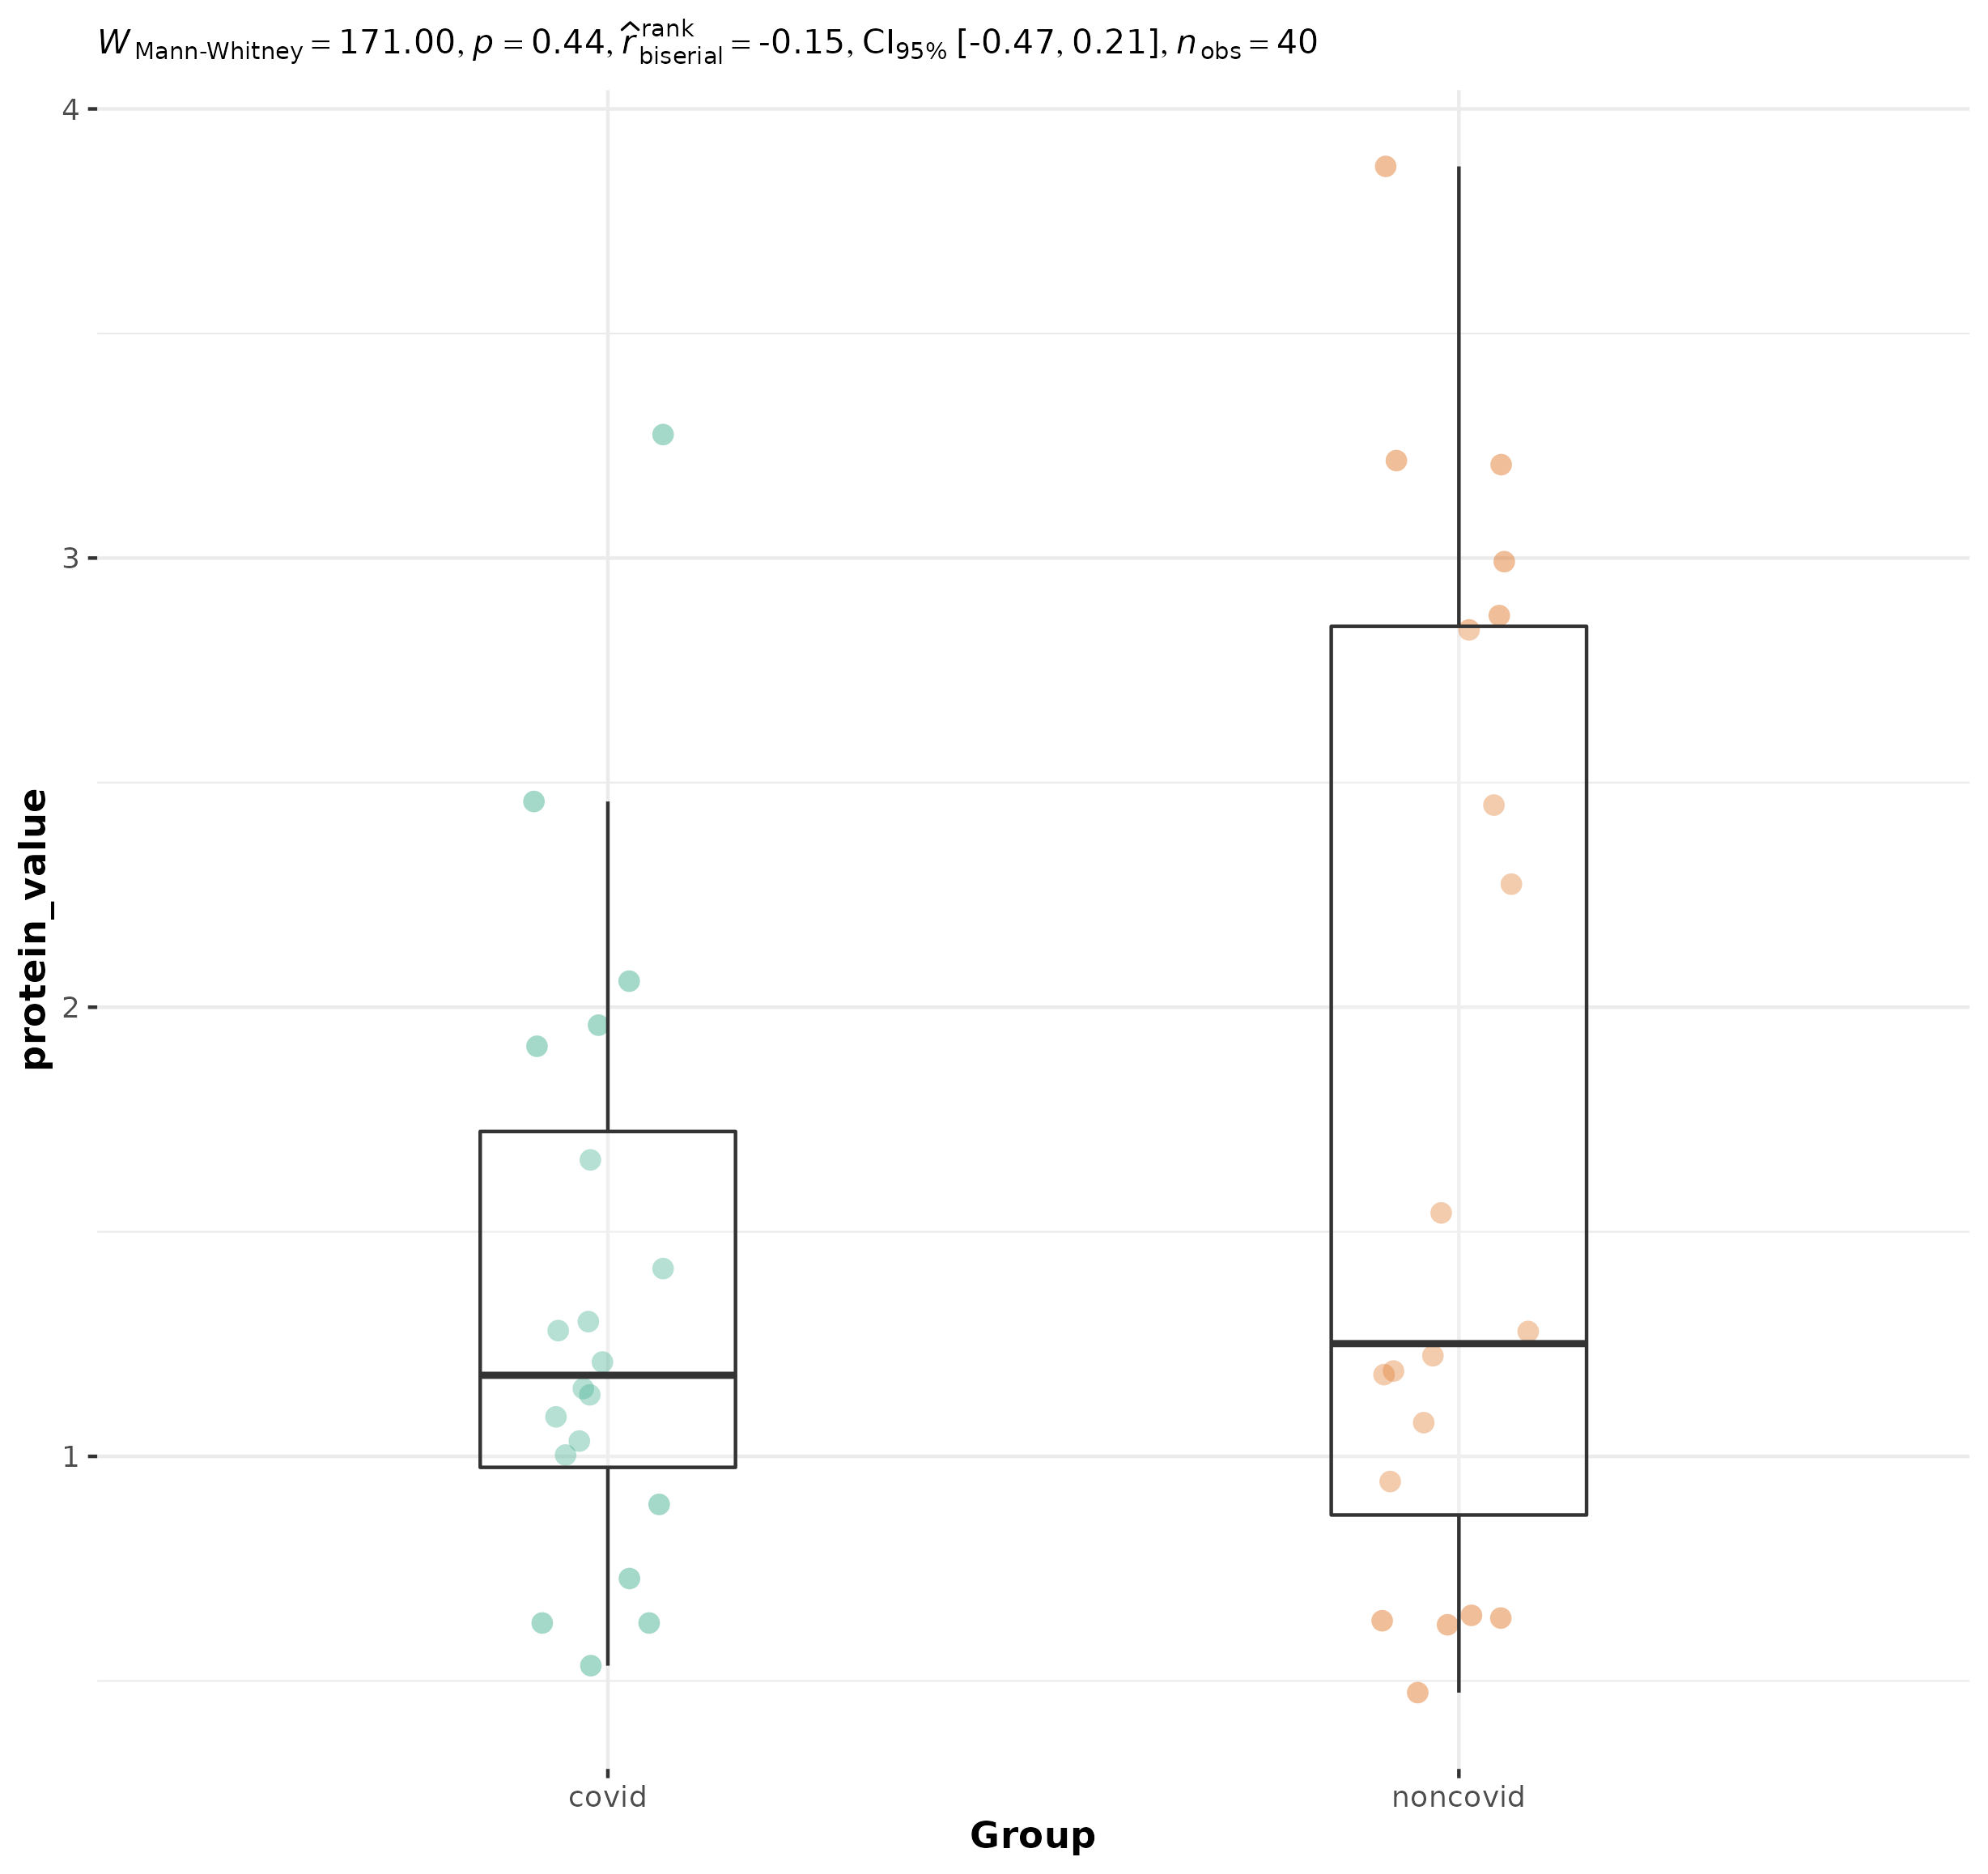 W Mann-Whitney = 171.00, p = 0.44, r̂ rank biserial = -0.15, CI95% [-0.47, 0.21], n obs = 40
4
3
2
1
protein_value
covid noncovid
Group